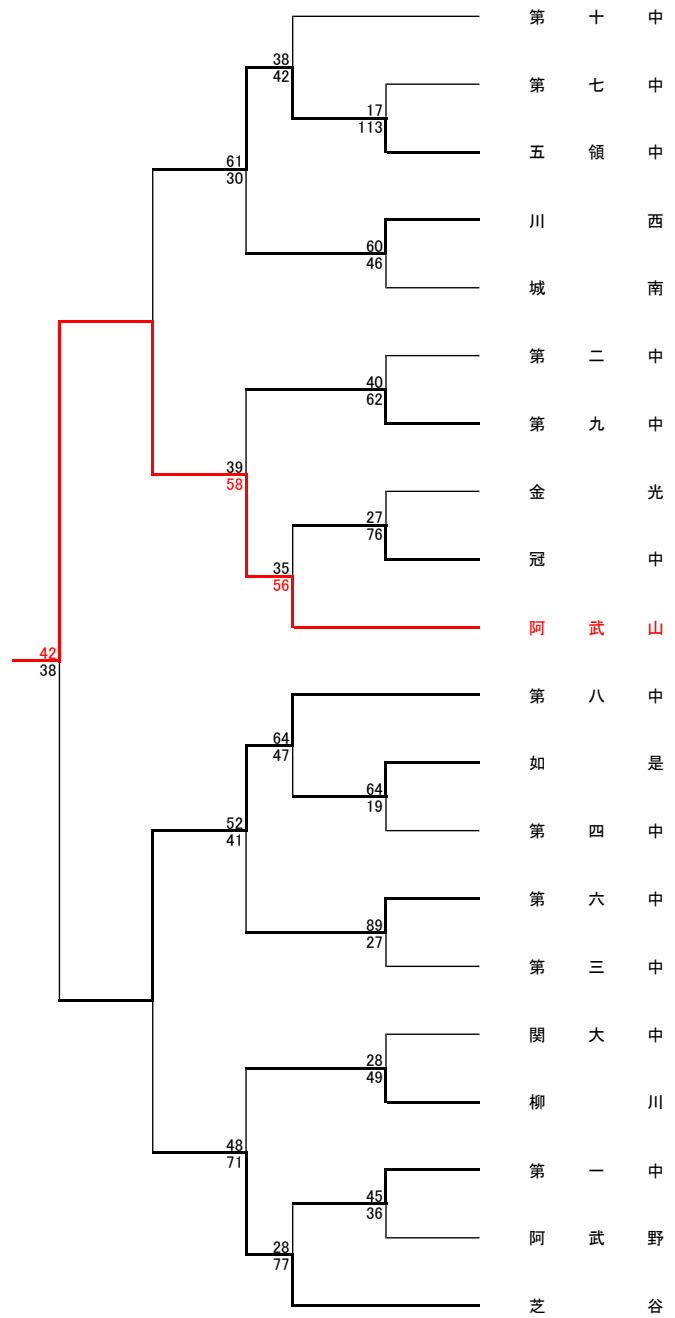 第十中
38
42
第七中
17
113
五領中
61
30
川西
60
46
城南
第二中
40
62
第九中
39
58
金光
27
76
冠中
35
56
阿武山
42
38
第八中
64
47
如是
64
19
第四中
52
41
第六中
89
27
第三中
関大中
28
49
柳川
48
71
第一中
45
36
阿武野
28
77
芝谷